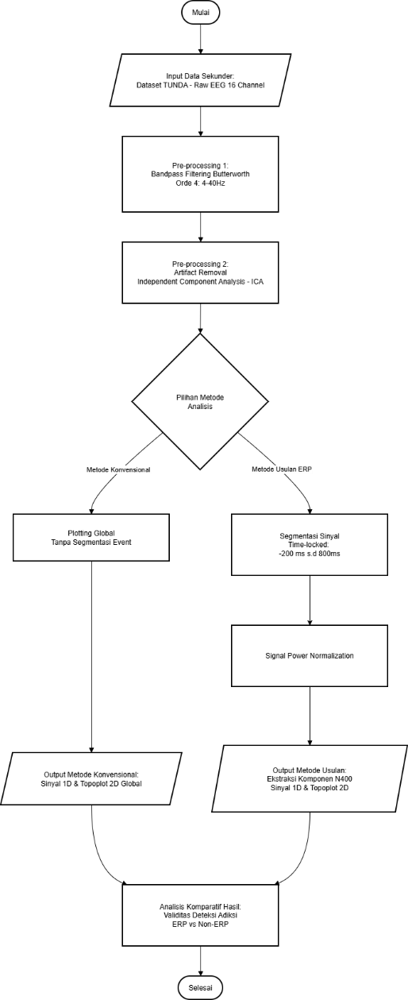 Mulai
Input Data Sekunder:
Dataset TUNDA - Raw EEG 16 Channel
Pre-processing 1:
Bandpass Filtering Butterworth
Orde 4: 4-40Hz
Pre-processing 2:
Artifact Removal
Independent Component Analysis - ICA
Pilihan Metode
Analisis
Metode Konvensional
Metode Usulan ERP
Plotting Global
Tanpa Segmentasi Event
Segmentasi Sinyal
Time-locked:
-200 ms s.d 800ms
Signal Power Normalization
Output Metode Konvensional:
Sinyal 1D & Topoplot 2D Global
Output Metode Usulan:
Ekstraksi Komponen N400
Sinyal 1D & Topoplot 2D
Analisis Komparatif Hasil:
Validitas Deteksi Adiksi
ERP vs Non-ERP
Selesai